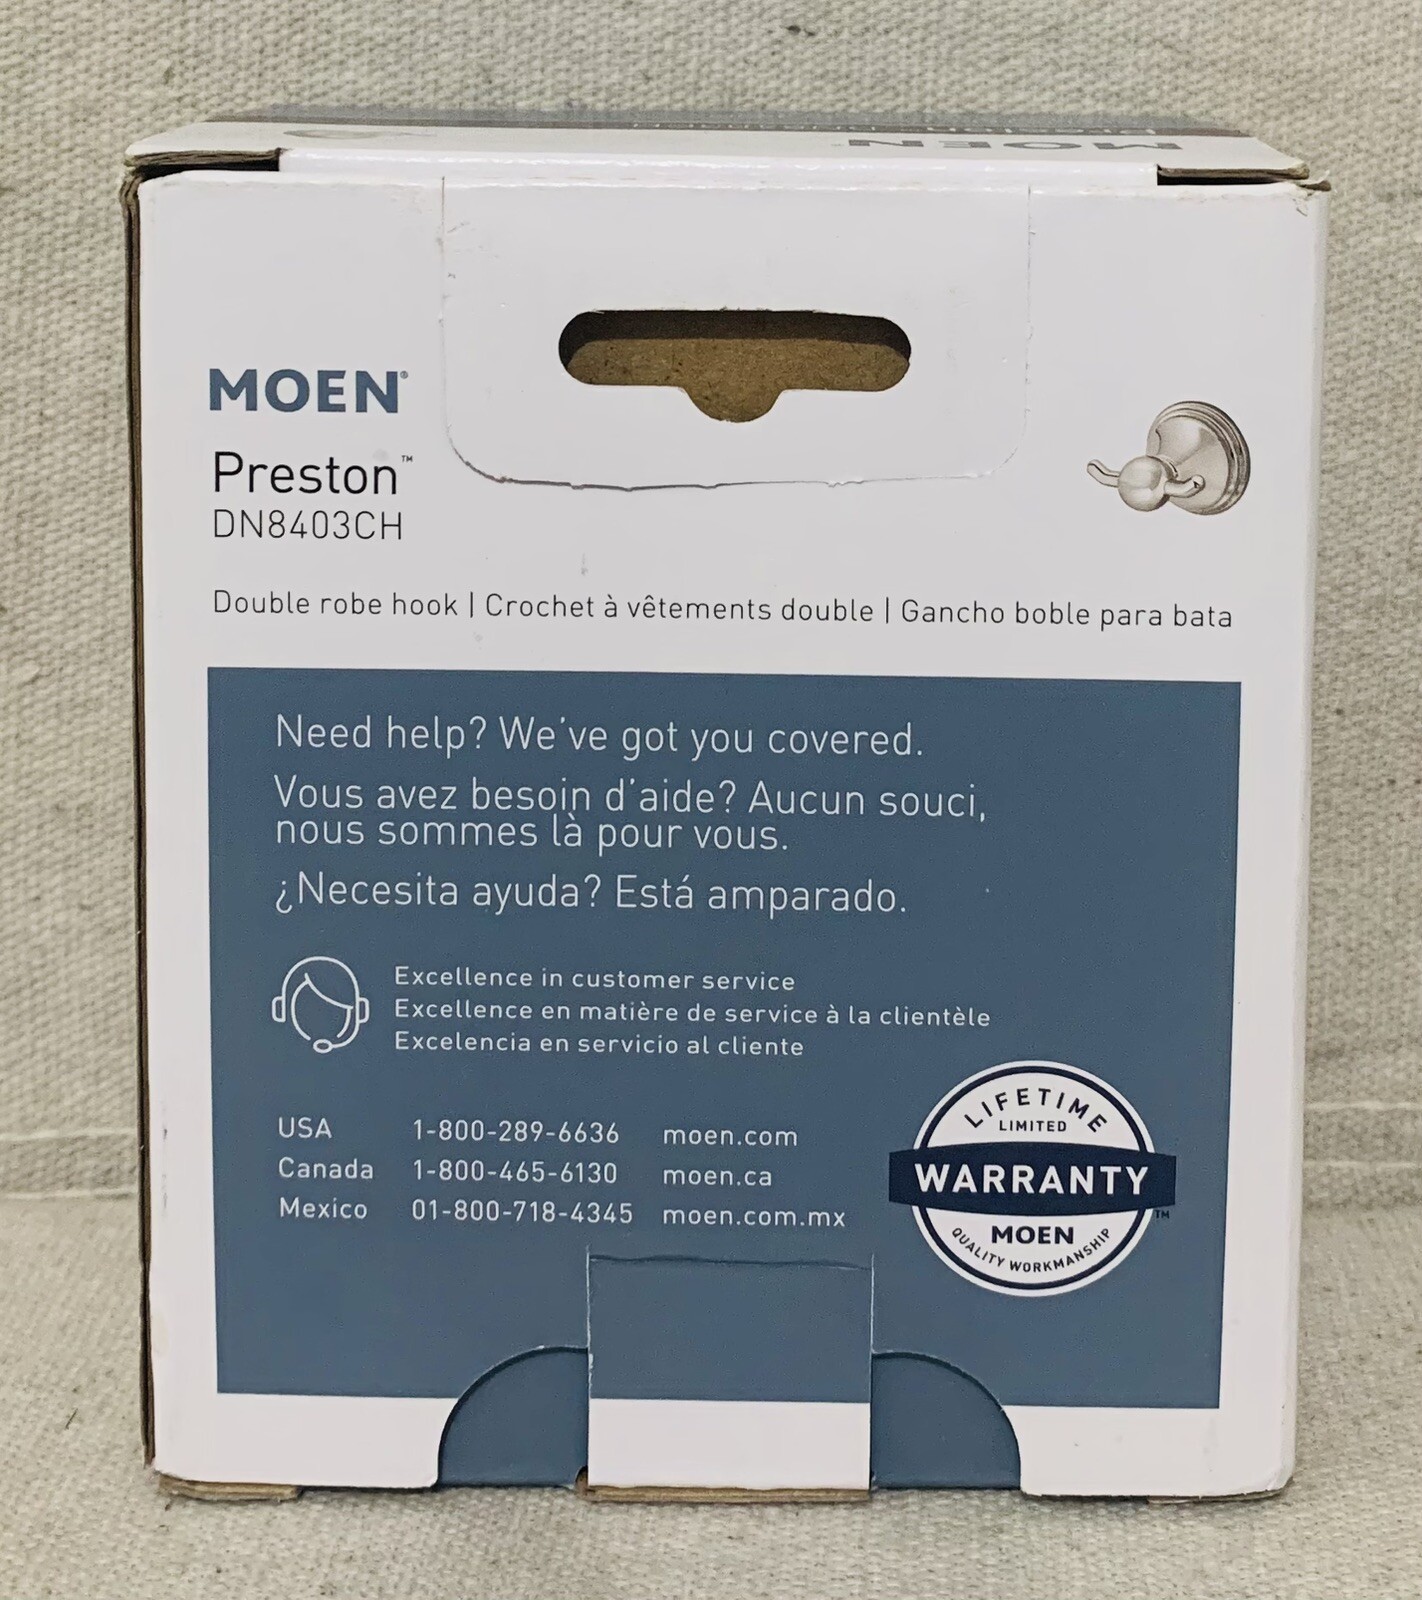 MOEN
MOEN®
Preston™
DN8403CH
Double robe hook | Crochet à vêtements double | Gancho boble para bata
Need help? We've got you covered.
Vous avez besoin d'aide? Aucun souci,
nous sommes là pour vous.
¿Necesita ayuda? Está amparado.
Excellence in customer service
Excellence en matière de service à la clientèle
Excelencia en servicio al cliente
USA 1-800-289-6636 moen.com
Canada 1-800-465-6130 moen.ca
Mexico 01-800-718-4345 moen.com.mx
LIFETIME
LIMITED
WARRANTY™
MOEN
QUALITY WORKMANSHIP